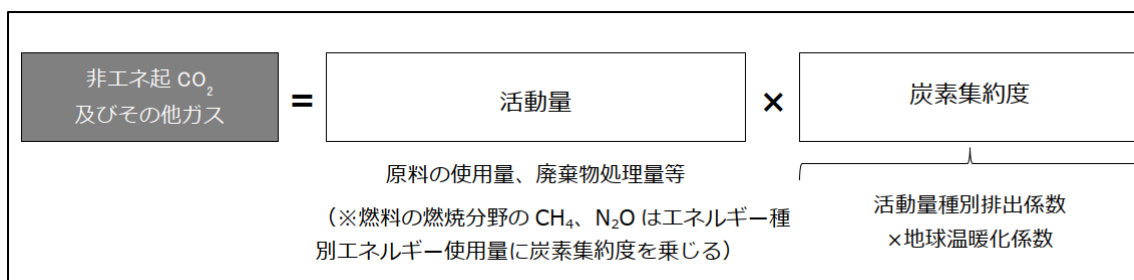 非エネ起 CO₂
及びその他ガス
=
活動量
×
炭素集約度
原料の使用量、廃棄物処理量等
（※燃料の燃焼分野の CH₄、N₂O はエネルギー種
別エネルギー使用量に炭素集約度を乗じる）
活動量種別排出係数
×地球温暖化係数